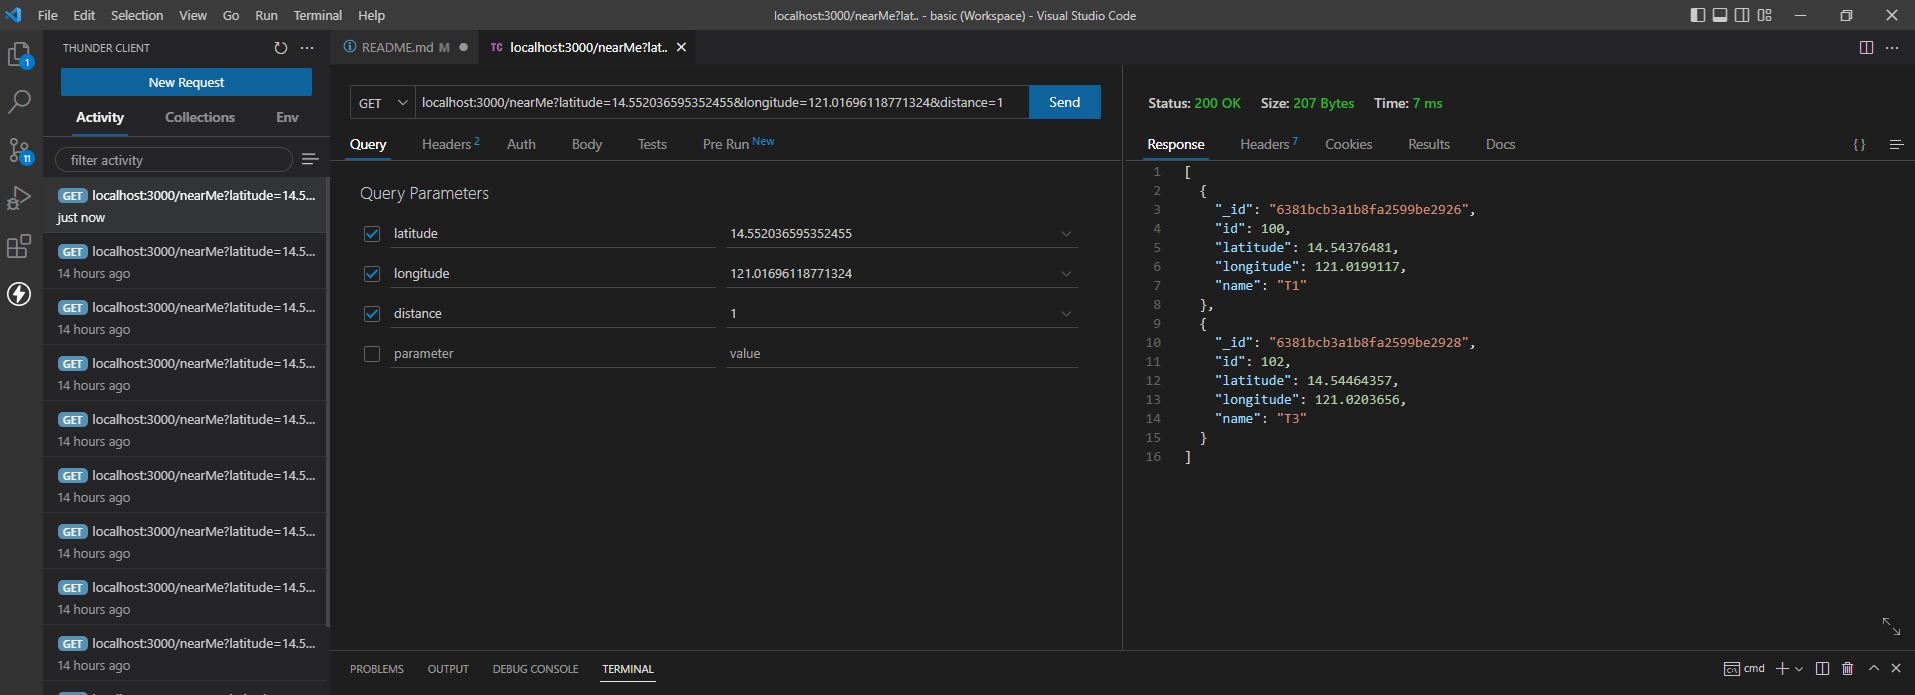 File Edit Selection View Go Run Terminal Help
localhost:3000/nearMe?lat.. - basic (Workspace) - Visual Studio Code
1
11
THUNDER CLIENT
New Request
Activity Collections Env
filter activity
GET localhost:3000/nearMe?latitude=14.5...
just now
GET localhost:3000/nearMe?latitude=14.5...
14 hours ago
GET localhost:3000/nearMe?latitude=14.5...
14 hours ago
GET localhost:3000/nearMe?latitude=14.5...
14 hours ago
GET localhost:3000/nearMe?latitude=14.5...
14 hours ago
GET localhost:3000/nearMe?latitude=14.5...
14 hours ago
GET localhost:3000/nearMe?latitude=14.5...
14 hours ago
GET localhost:3000/nearMe?latitude=14.5...
14 hours ago
GET localhost:3000/nearMe?latitude=14.5...
14 hours ago
README.md M
TC localhost:3000/nearMe?lat..
GET localhost:3000/nearMe?latitude=14.552036595352455&longitude=121.01696118771324&distance=1 Send
Query Headers 2 Auth Body Tests Pre Run New
Query Parameters
latitude 14.552036595352455
longitude 121.01696118771324
distance 1
parameter value
Status: 200 OK Size: 207 Bytes Time: 7 ms
Response Headers 7 Cookies Results Docs { }
1 [
2 {
3 "_id": "6381bcb3a1b8fa2599be2926",
4 "id": 100,
5 "latitude": 14.54376481,
6 "longitude": 121.0199117,
7 "name": "T1"
8 },
9 {
10 "_id": "6381bcb3a1b8fa2599be2928",
11 "id": 102,
12 "latitude": 14.54464357,
13 "longitude": 121.0203656,
14 "name": "T3"
15 }
16 ]
PROBLEMS OUTPUT DEBUG CONSOLE TERMINAL
cmd